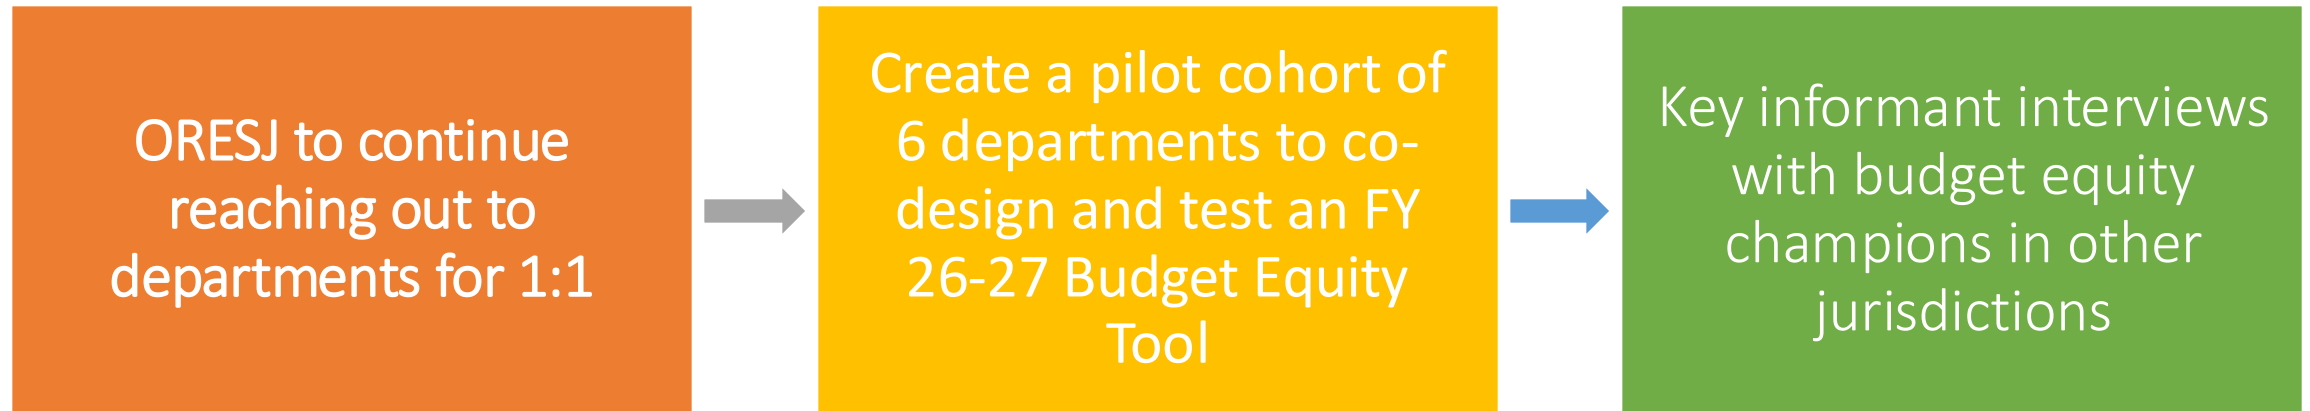 ORESJ to continue
reaching out to
departments for 1:1
Create a pilot cohort of
6 departments to co-
design and test an FY
26-27 Budget Equity
Tool
Key informant interviews
with budget equity
champions in other
jurisdictions